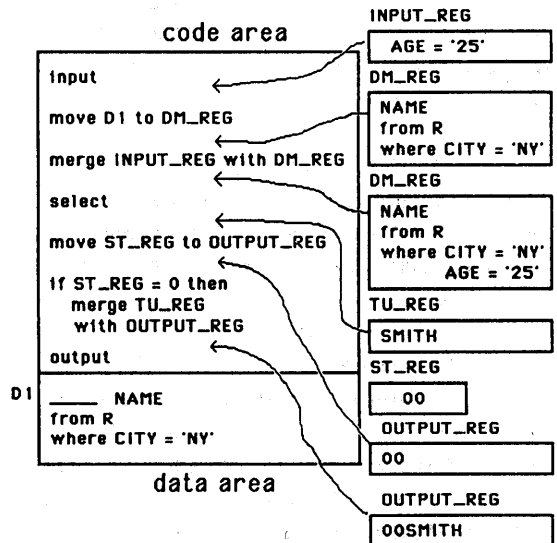 code area
input
move D1 to DM_REG
merge INPUT_REG with DM_REG
select
move ST_REG to OUTPUT_REG
if ST_REG = 0 then
merge TU_REG
with OUTPUT_REG
output
D1
____ NAME
from R
where CITY = 'NY'
data area
INPUT_REG
AGE = '25'
DM_REG
NAME
from R
where CITY = 'NY'
DM_REG
NAME
from R
where CITY = 'NY'
AGE = '25'
TU_REG
SMITH
ST_REG
00
OUTPUT_REG
00
OUTPUT_REG
00SMITH